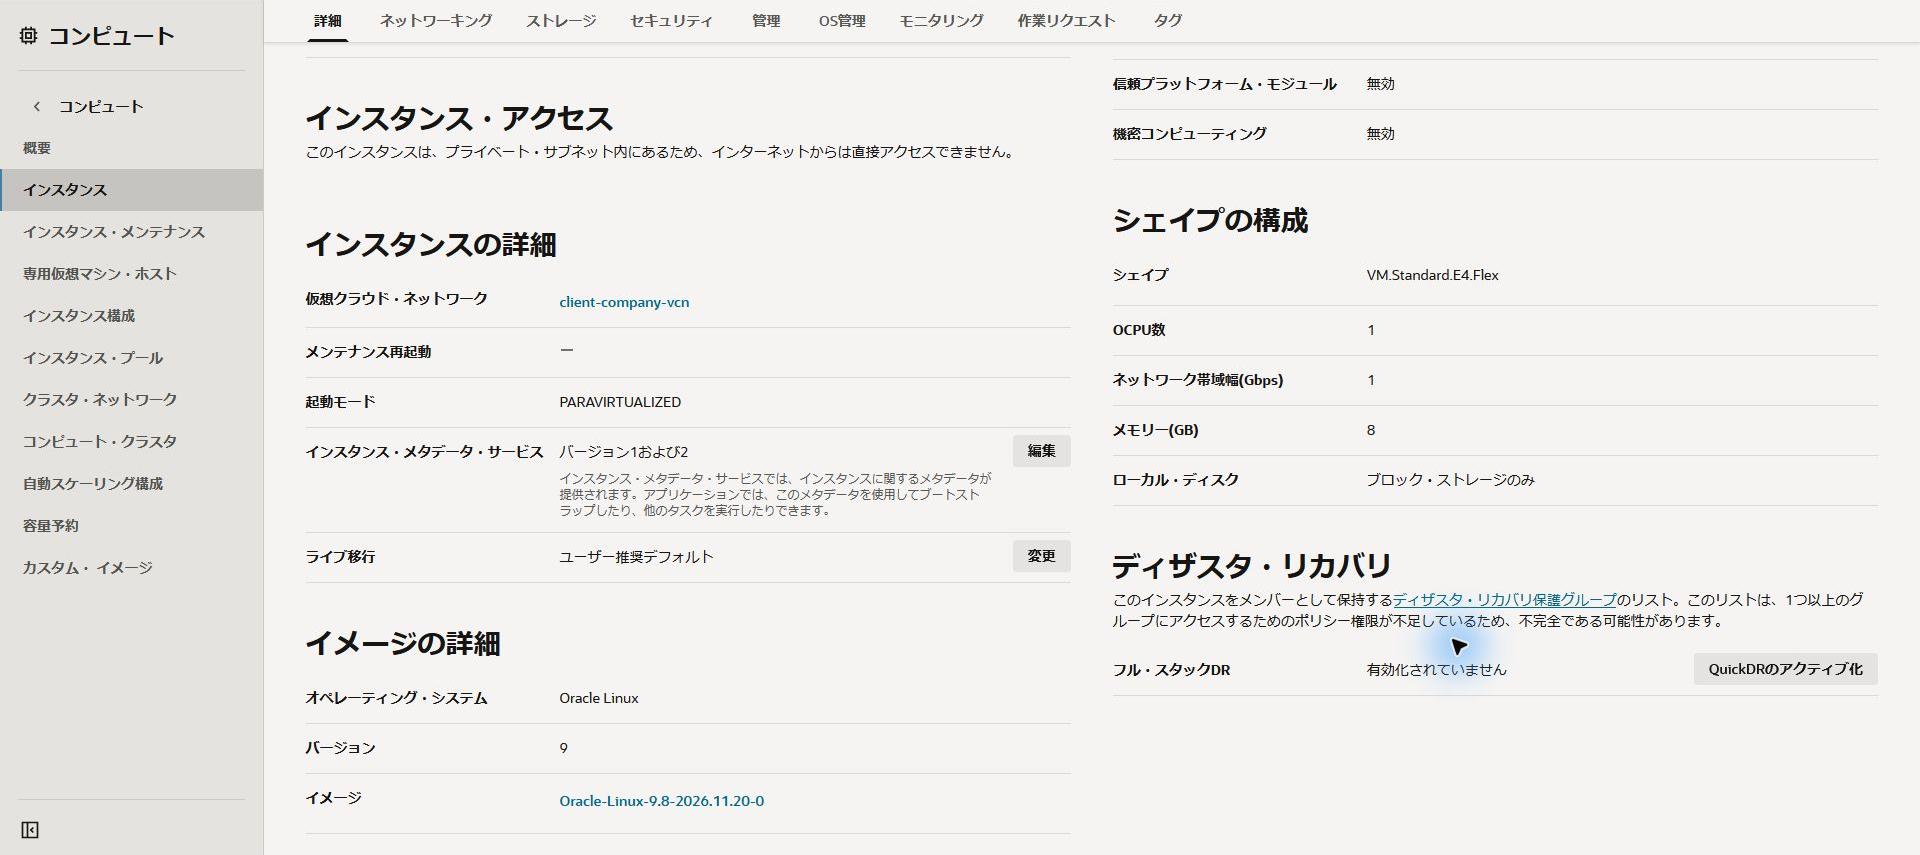 コンピュート
コンピュート
概要
インスタンス
インスタンス・メンテナンス
専用仮想マシン・ホスト
インスタンス構成
インスタンス・プール
クラスタ・ネットワーク
コンピュート・クラスタ
自動スケーリング構成
容量予約
カスタム・ イメージ
詳細 ネットワーキング ストレージ セキュリティ 管理 OS管理 モニタリング 作業リクエスト タグ
インスタンス・アクセス
このインスタンスは、プライベート・サブネット内にあるため、インターネットからは直接アクセスできません。
インスタンスの詳細
仮想クラウド・ネットワーク client-company-vcn
メンテナンス再起動 —
起動モード PARAVIRTUALIZED
インスタンス・メタデータ・サービス バージョン1および2 編集
インスタンス・メタデータ・サービスでは、インスタンスに関するメタデータが
提供されます。アプリケーションでは、このメタデータを使用してブートスト
ラップしたり、他のタスクを実行したりできます。
ライブ移行 ユーザー推奨デフォルト 変更
イメージの詳細
オペレーティング・システム Oracle Linux
バージョン 9
イメージ Oracle-Linux-9.8-2026.11.20-0
信頼プラットフォーム・モジュール 無効
機密コンピューティング 無効
シェイプの構成
シェイプ VM.Standard.E4.Flex
OCPU数 1
ネットワーク帯域幅(Gbps) 1
メモリー(GB) 8
ローカル・ディスク ブロック・ストレージのみ
ディザスタ・リカバリ
このインスタンスをメンバーとして保持するディザスタ・リカバリ保護グループのリスト。このリストは、1つ以上のグ
ループにアクセスするためのポリシー権限が不足しているため、不完全である可能性があります。
フル・スタックDR 有効化されていません QuickDRのアクティブ化